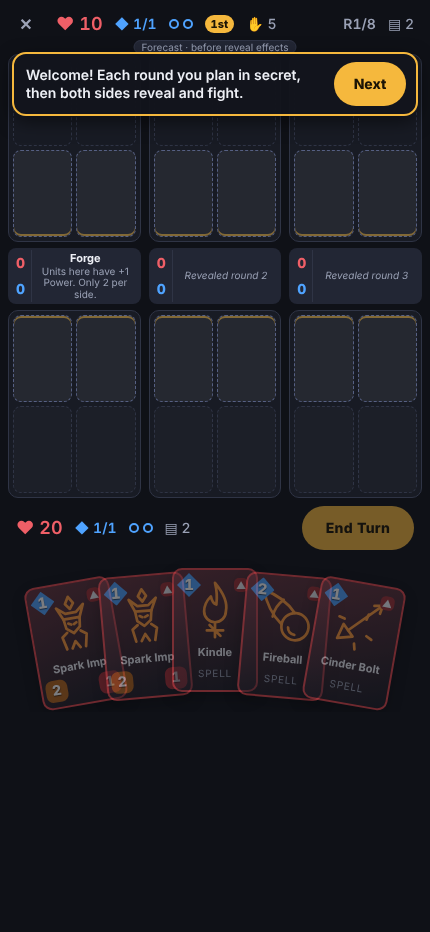 ✕ 10 1/1 1st 5 R1/8 2
Forecast · before reveal effects
Welcome! Each round you plan in secret,
then both sides reveal and fight.
Next
0
0
Forge
Units here have +1
Power. Only 2 per
side.
0
0
Revealed round 2
0
0
Revealed round 3
20 1/1 2
End Turn
1
Spark Imp
2
1
1
Spark Imp
2
1
1
Kindle
SPELL
2
Fireball
SPELL
1
Cinder Bolt
SPELL